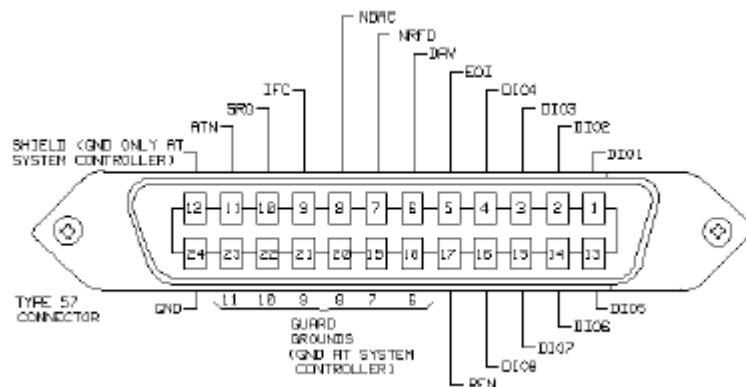 NDAC
NRFD
DAV
EOI
IFC
DIO4
SRQ
DIO3
ATN
DIO2
SHIELD (GND ONLY AT
SYSTEM CONTROLLER)
DIO1
12 11 10 9 8 7 6 5 4 3 2 1
24 23 22 21 20 19 18 17 16 15 14 13
TYPE 57
CONNECTOR
GND
11 10 9 8 7 6
DIO5
GUARD
GROUNDS
(GND AT SYSTEM
CONTROLLER)
DIO6
DIO7
DIO8
REN